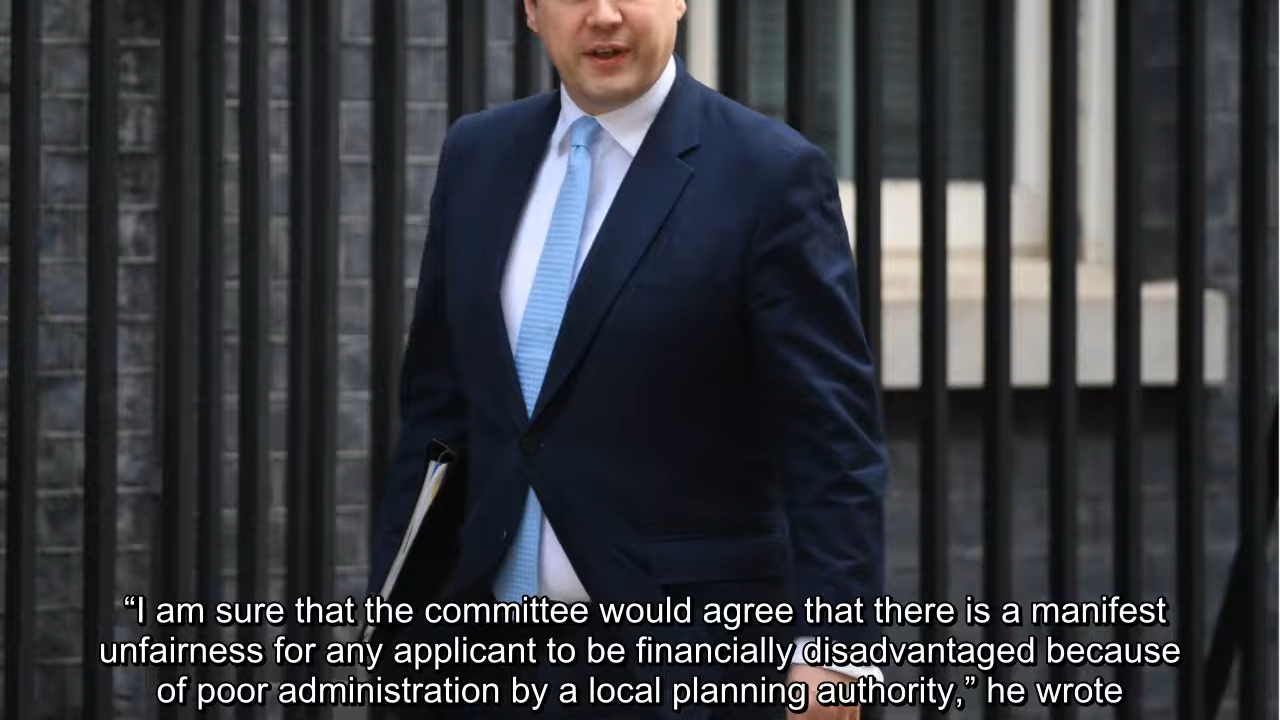 “I am sure that the committee would agree that there is a manifest
unfairness for any applicant to be financially disadvantaged because
of poor administration by a local planning authority,” he wrote